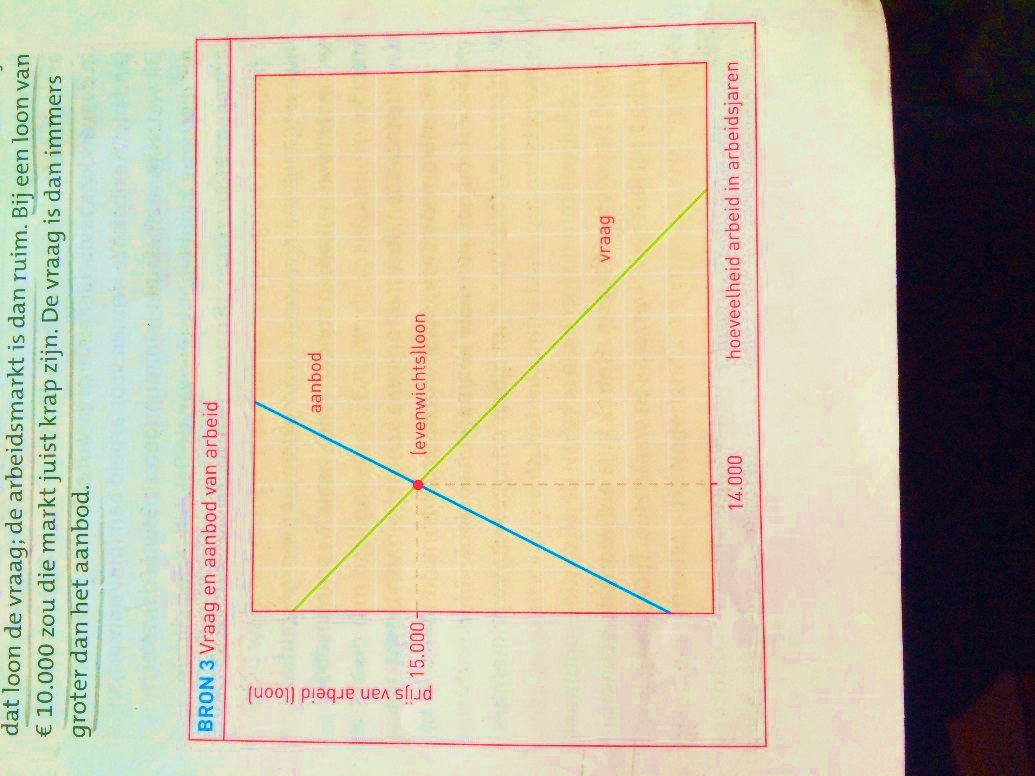 dat loon de vraag; de arbeidsmarkt is dan ruim. Bij een loon van
€ 10.000 zou die markt juist krap zijn. De vraag is dan immers
groter dan het aanbod.
BRON 3 Vraag en aanbod van arbeid
prijs van arbeid (loon)
aanbod
15.000
(evenwichts)loon
vraag
14.000
hoeveelheid arbeid in arbeidsjaren